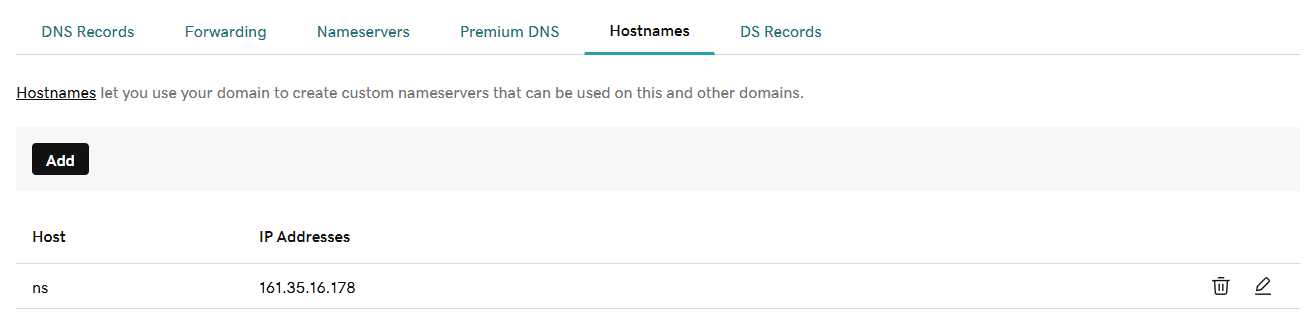 DNS Records Forwarding Nameservers Premium DNS Hostnames DS Records
Hostnames let you use your domain to create custom nameservers that can be used on this and other domains.
Add
Host IP Addresses
ns 161.35.16.178